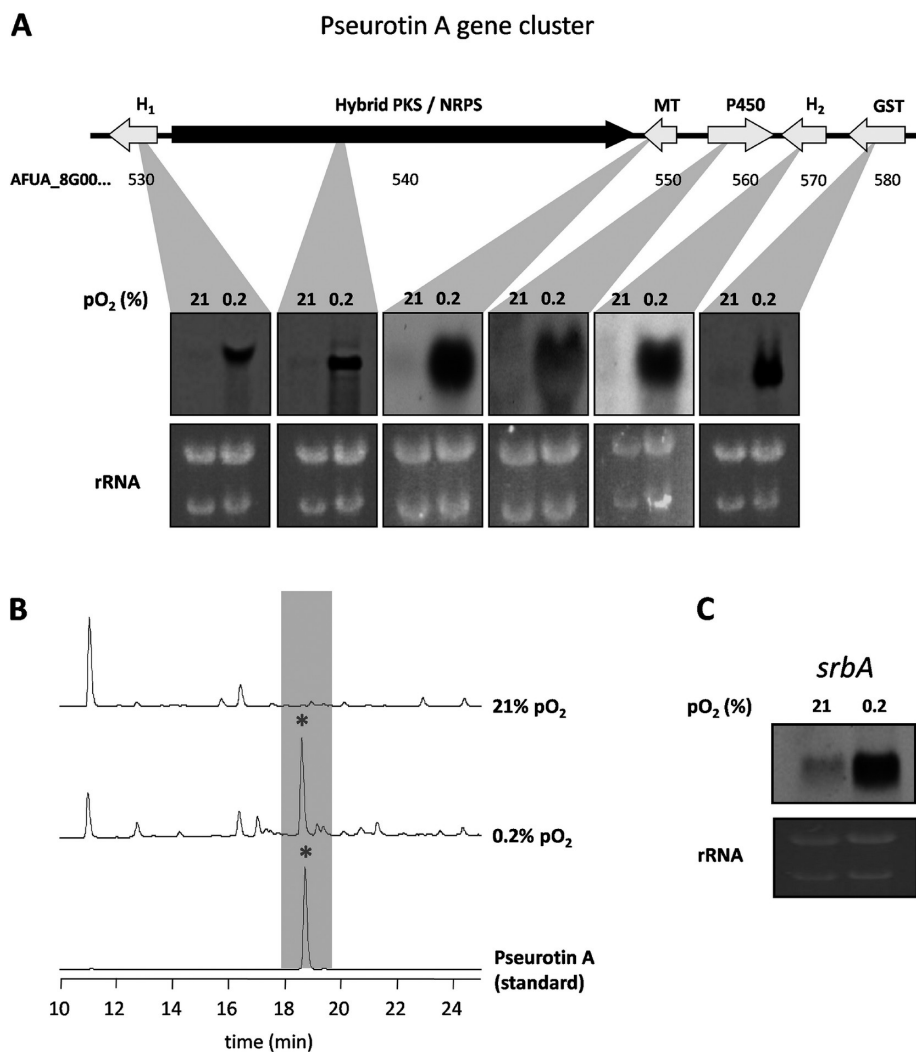 A
Pseurotin A gene cluster
H1 Hybrid PKS / NRPS MT P450 H2 GST
AFUA_8G00... 530 540 550 560 570 580
pO2 (%) 21 0.2 21 0.2 21 0.2 21 0.2 21 0.2 21 0.2
rRNA
B
21% pO2
*
0.2% pO2
*
Pseurotin A
(standard)
10 12 14 16 18 20 22 24
time (min)
C
srbA
pO2 (%) 21 0.2
rRNA